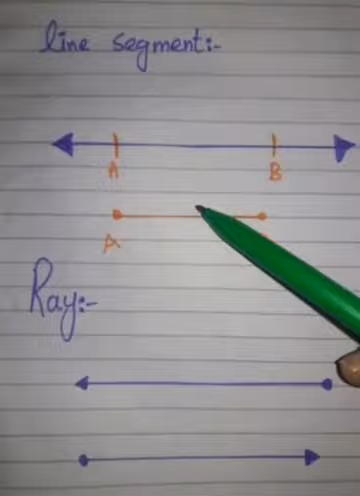 line segment:-
A B
A
Ray:-